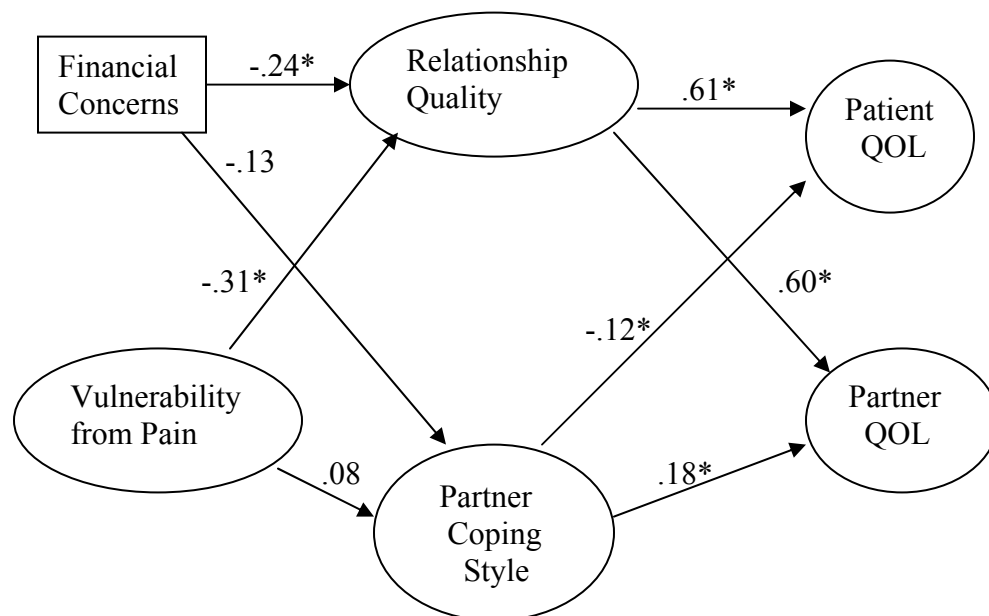 Financial
Concerns
-.24*
Relationship
Quality
.61*
Patient
QOL
-.13
-.31*
.60*
-.12*
Vulnerability
from Pain
Partner
QOL
.08
Partner
Coping
Style
.18*